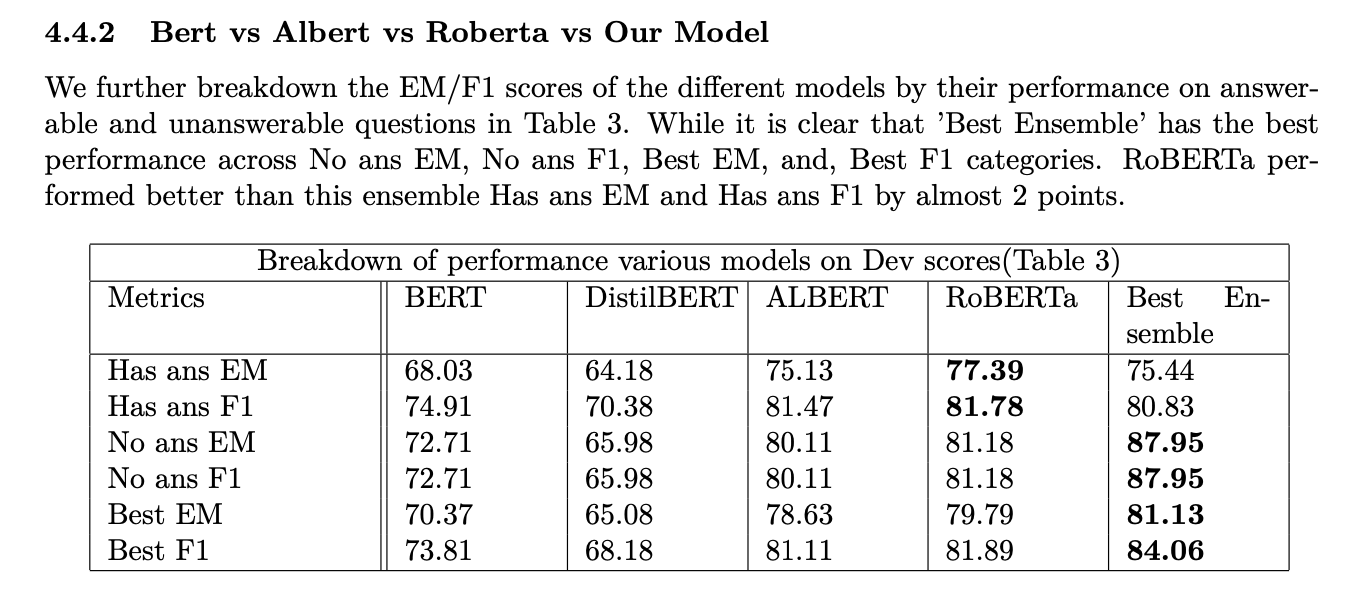 4.4.2 Bert vs Albert vs Roberta vs Our Model
We further breakdown the EM/F1 scores of the different models by their performance on answer-
able and unanswerable questions in Table 3. While it is clear that ’Best Ensemble’ has the best
performance across No ans EM, No ans F1, Best EM, and, Best F1 categories. RoBERTa per-
formed better than this ensemble Has ans EM and Has ans F1 by almost 2 points.
Breakdown of performance various models on Dev scores(Table 3)
Metrics BERT DistilBERT ALBERT RoBERTa Best En-
semble
Has ans EM 68.03 64.18 75.13 77.39 75.44
Has ans F1 74.91 70.38 81.47 81.78 80.83
No ans EM 72.71 65.98 80.11 81.18 87.95
No ans F1 72.71 65.98 80.11 81.18 87.95
Best EM 70.37 65.08 78.63 79.79 81.13
Best F1 73.81 68.18 81.11 81.89 84.06